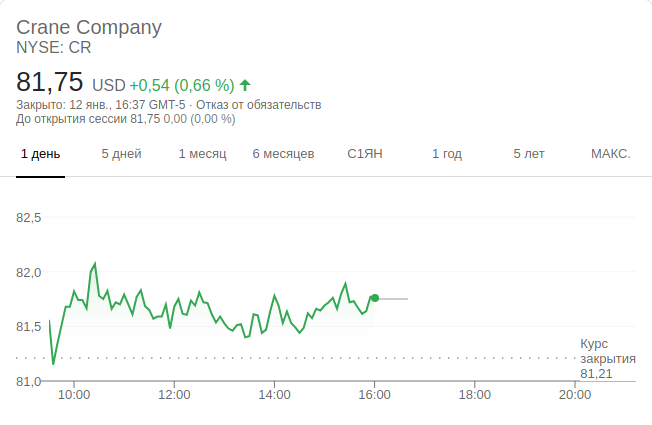 Crane Company
NYSE: CR
81,75 USD +0,54 (0,66 %)
Закрыто: 12 янв., 16:37 GMT-5 · Отказ от обязательств
До открытия сессии 81,75 0,00 (0,00 %)
1 день 5 дней 1 месяц 6 месяцев С1ЯН 1 год 5 лет МАКС.
82,5
82,0
81,5
Курс
закрытия
81,21
81,0
10:00 12:00 14:00 16:00 18:00 20:00